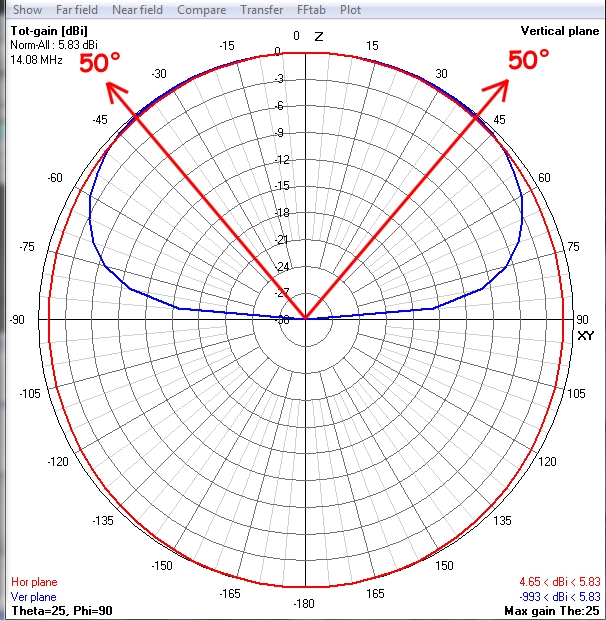 Show Far field Near field Compare Transfer FFtab Plot
Tot-gain [dBi]
Norm-All : 5.83 dBi
14.08 MHz
Vertical plane
0 Z
-15 15
-30 30
-45 45
-60 60
-75 75
-90 90
XY
-105 105
-120 120
-135 135
-150 150
-165 165
-180
50° 50°
0
-3
-6
-9
-12
-15
-18
-21
-24
-27
-30
Hor plane 4.65 < dBi < 5.83
Ver plane -993 < dBi < 5.83
Theta=25, Phi=90 Max gain The:25